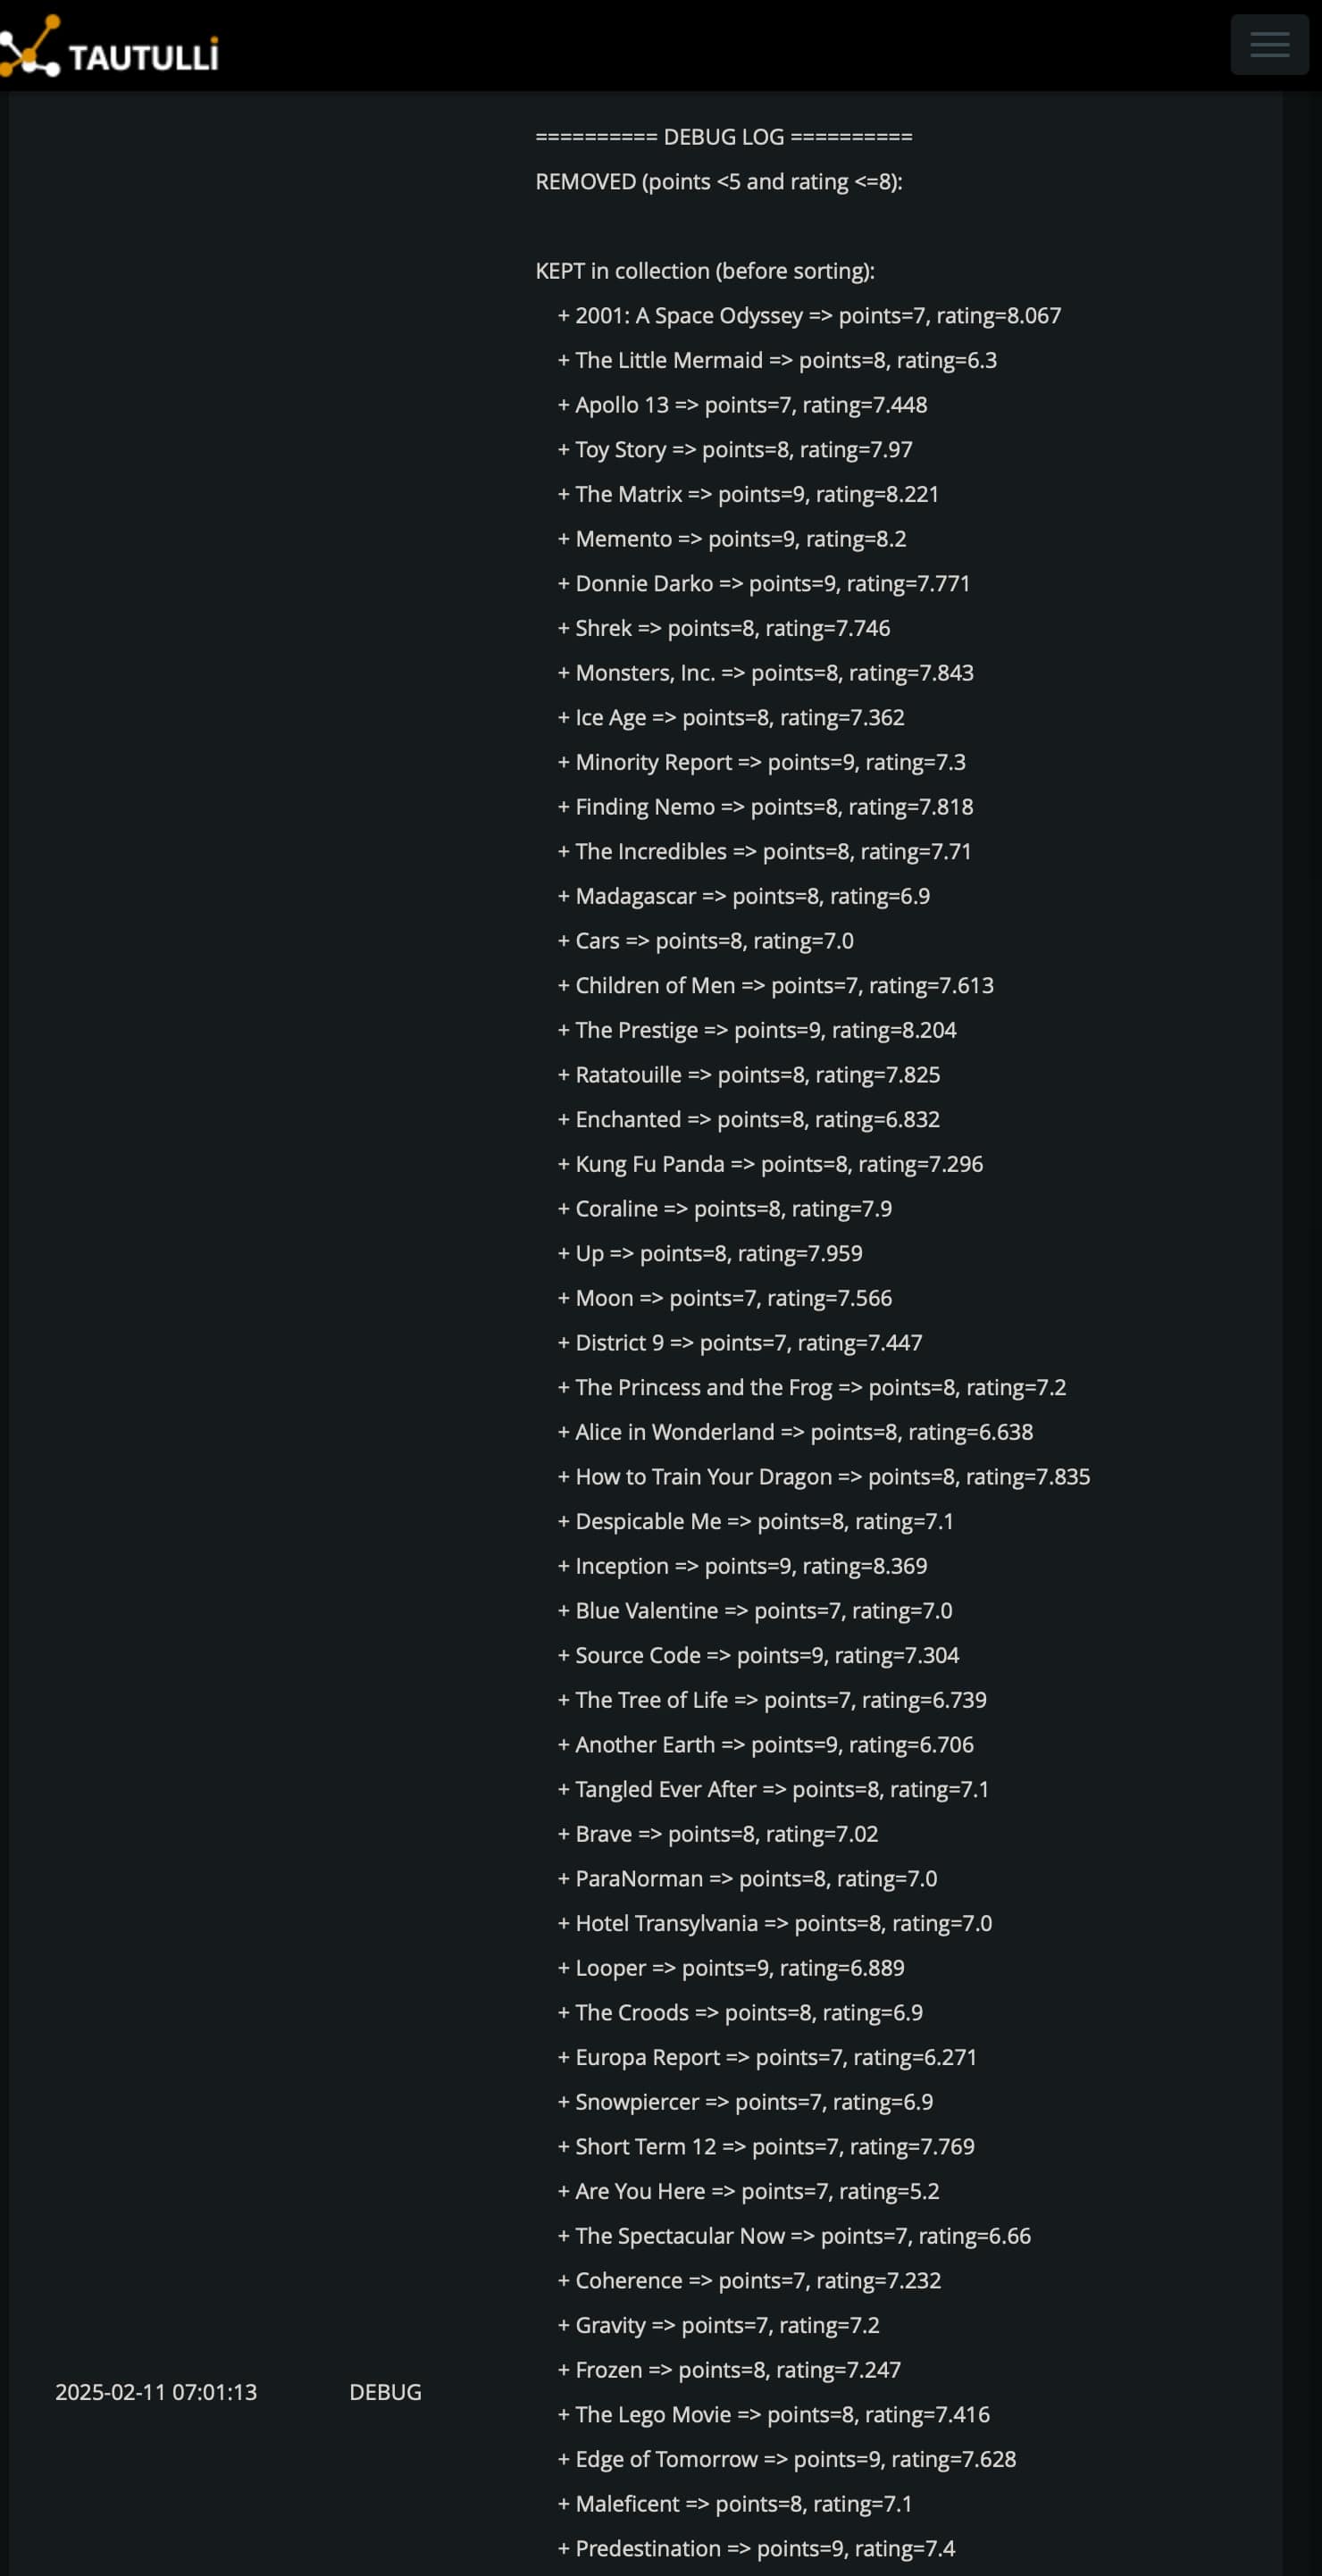 TAUTULLi
========== DEBUG LOG ==========
REMOVED (points <5 and rating <=8):
KEPT in collection (before sorting):
+ 2001: A Space Odyssey => points=7, rating=8.067
+ The Little Mermaid => points=8, rating=6.3
+ Apollo 13 => points=7, rating=7.448
+ Toy Story => points=8, rating=7.97
+ The Matrix => points=9, rating=8.221
+ Memento => points=9, rating=8.2
+ Donnie Darko => points=9, rating=7.771
+ Shrek => points=8, rating=7.746
+ Monsters, Inc. => points=8, rating=7.843
+ Ice Age => points=8, rating=7.362
+ Minority Report => points=9, rating=7.3
+ Finding Nemo => points=8, rating=7.818
+ The Incredibles => points=8, rating=7.71
+ Madagascar => points=8, rating=6.9
+ Cars => points=8, rating=7.0
+ Children of Men => points=7, rating=7.613
+ The Prestige => points=9, rating=8.204
+ Ratatouille => points=8, rating=7.825
+ Enchanted => points=8, rating=6.832
+ Kung Fu Panda => points=8, rating=7.296
+ Coraline => points=8, rating=7.9
+ Up => points=8, rating=7.959
+ Moon => points=7, rating=7.566
+ District 9 => points=7, rating=7.447
+ The Princess and the Frog => points=8, rating=7.2
+ Alice in Wonderland => points=8, rating=6.638
+ How to Train Your Dragon => points=8, rating=7.835
+ Despicable Me => points=8, rating=7.1
+ Inception => points=9, rating=8.369
+ Blue Valentine => points=7, rating=7.0
+ Source Code => points=9, rating=7.304
+ The Tree of Life => points=7, rating=6.739
+ Another Earth => points=9, rating=6.706
+ Tangled Ever After => points=8, rating=7.1
+ Brave => points=8, rating=7.02
+ ParaNorman => points=8, rating=7.0
+ Hotel Transylvania => points=8, rating=7.0
+ Looper => points=9, rating=6.889
+ The Croods => points=8, rating=6.9
+ Europa Report => points=7, rating=6.271
+ Snowpiercer => points=7, rating=6.9
+ Short Term 12 => points=7, rating=7.769
+ Are You Here => points=7, rating=5.2
+ The Spectacular Now => points=7, rating=6.66
+ Coherence => points=7, rating=7.232
+ Gravity => points=7, rating=7.2
+ Frozen => points=8, rating=7.247
2025-02-11 07:01:13 DEBUG
+ The Lego Movie => points=8, rating=7.416
+ Edge of Tomorrow => points=9, rating=7.628
+ Maleficent => points=8, rating=7.1
+ Predestination => points=9, rating=7.4